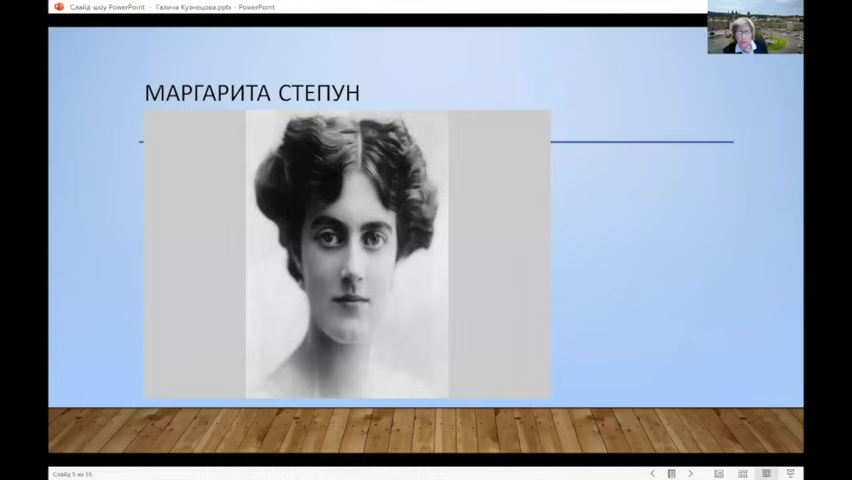 Слайд-шоу PowerPoint - Галина Кузнецова.pptx - PowerPoint
МАРГАРИТА СТЕПУН
Слайд 5 из 55